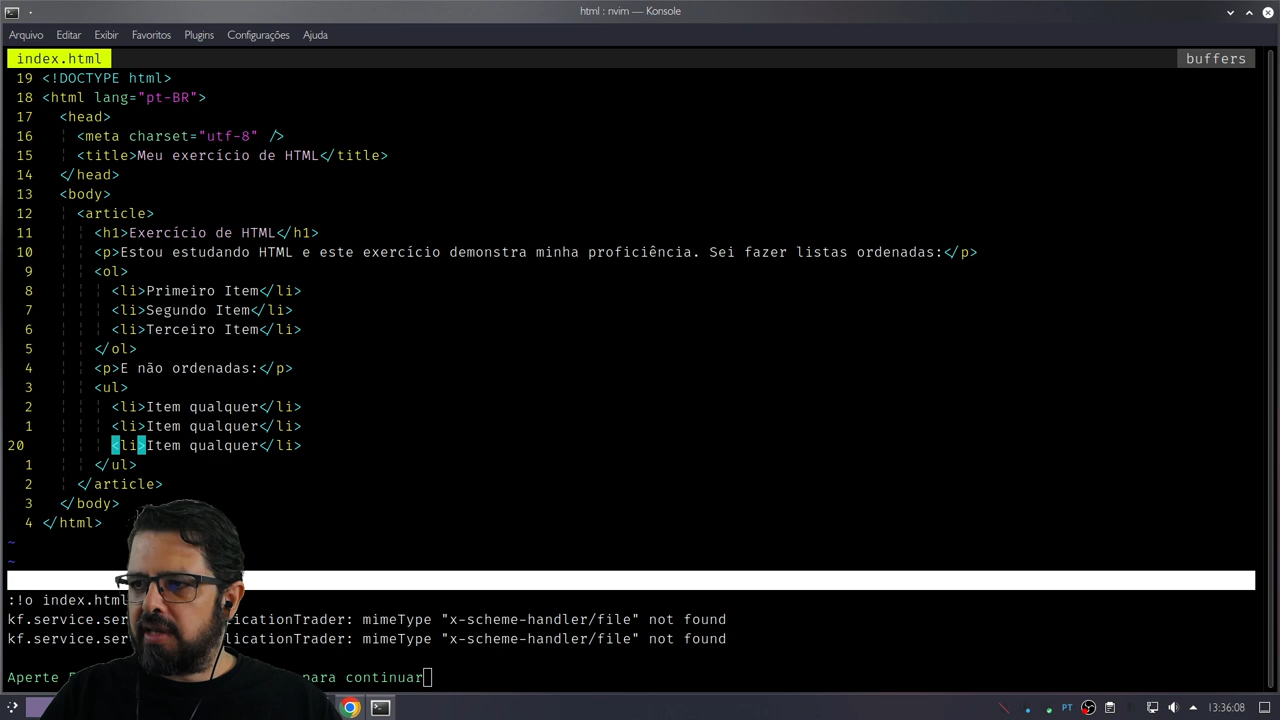 html : nvim — Konsole
Arquivo Editar Exibir Favoritos Plugins Configurações Ajuda
index.html buffers
19 <!DOCTYPE html>
18 <html lang="pt-BR">
17 <head>
16 <meta charset="utf-8" />
15 <title>Meu exercício de HTML</title>
14 </head>
13 <body>
12 <article>
11 <h1>Exercício de HTML</h1>
10 <p>Estou estudando HTML e este exercício demonstra minha proficiência. Sei fazer listas ordenadas:</p>
9 <ol>
8 <li>Primeiro Item</li>
7 <li>Segundo Item</li>
6 <li>Terceiro Item</li>
5 </ol>
4 <p>E não ordenadas:</p>
3 <ul>
2 <li>Item qualquer</li>
1 <li>Item qualquer</li>
20 <li>Item qualquer</li>
1 </ul>
2 </article>
3 </body>
4 </html>
~
~
:!o index.html
kf.service.ser licationTrader: mimeType "x-scheme-handler/file" not found
kf.service.ser licationTrader: mimeType "x-scheme-handler/file" not found
Aperte para continuar
PT 13:36:08